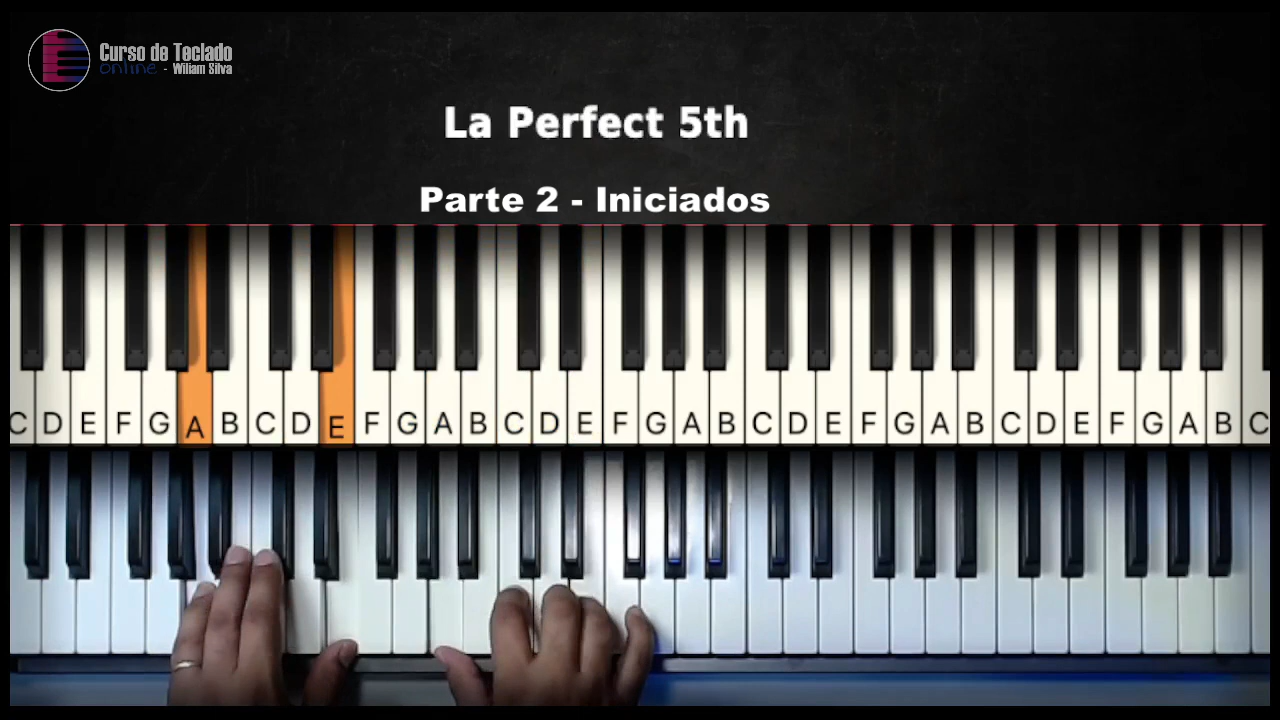 Curso de Teclado
online - Wiliam Silva
La Perfect 5th
Parte 2 - Iniciados
C D E F G A B C D E F G A B C D E F G A B C D E F G A B C D E F G A B C